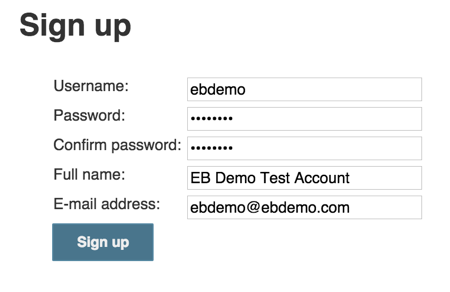 Sign up
Username: ebdemo
Password: ••••••••
Confirm password: ••••••••
Full name: EB Demo Test Account
E-mail address: ebdemo@ebdemo.com
Sign up